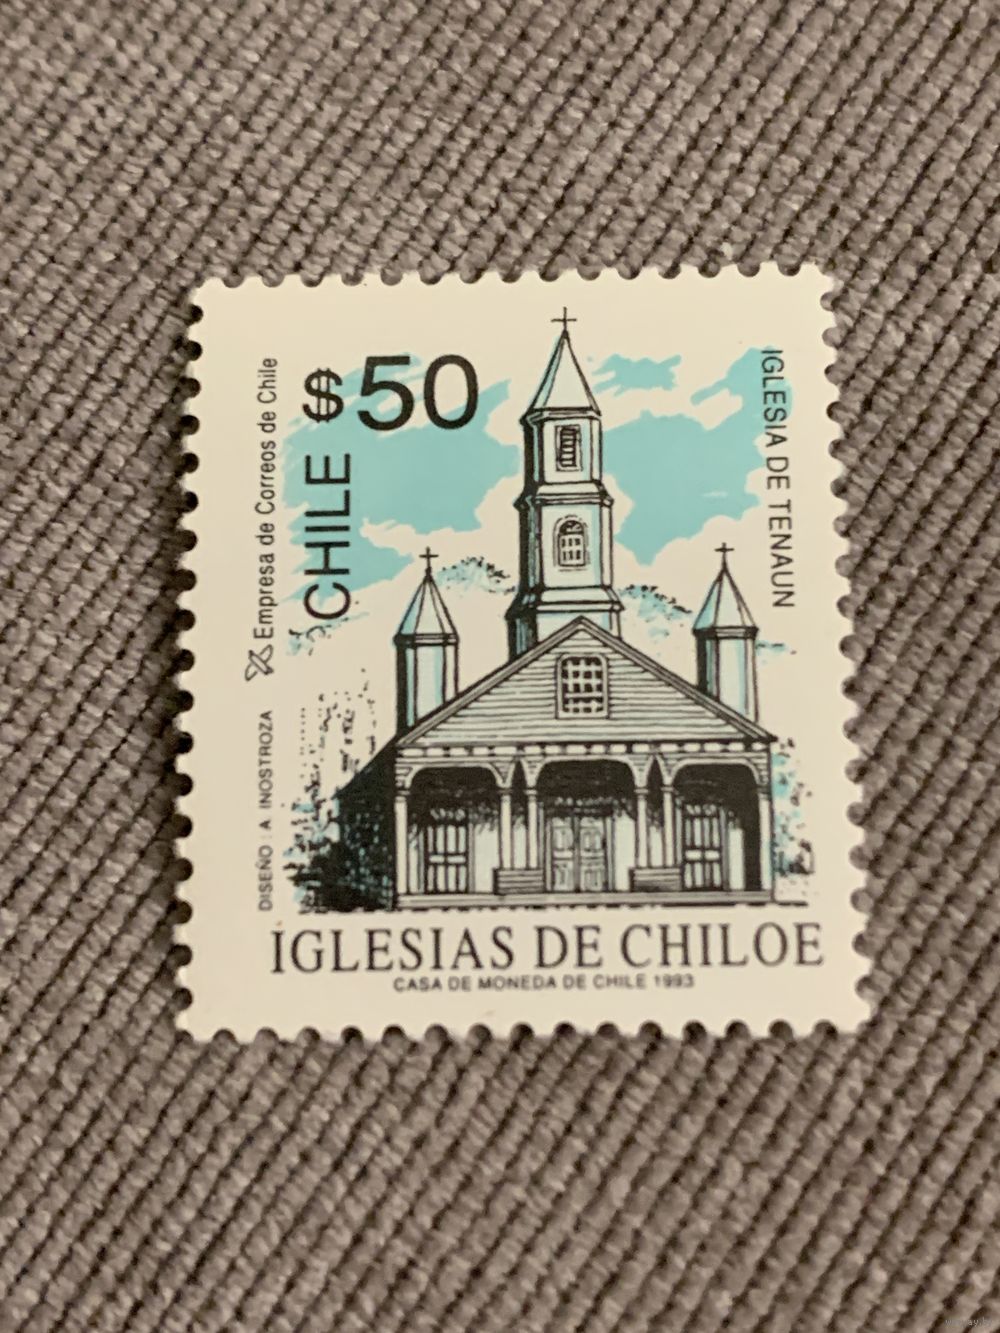 $50
CHILE
Empresa de Correos de Chile
DISEÑO : A INOSTROZA
IGLESIA DE TENAUN
IGLESIAS DE CHILOE
CASA DE MONEDA DE CHILE 1993